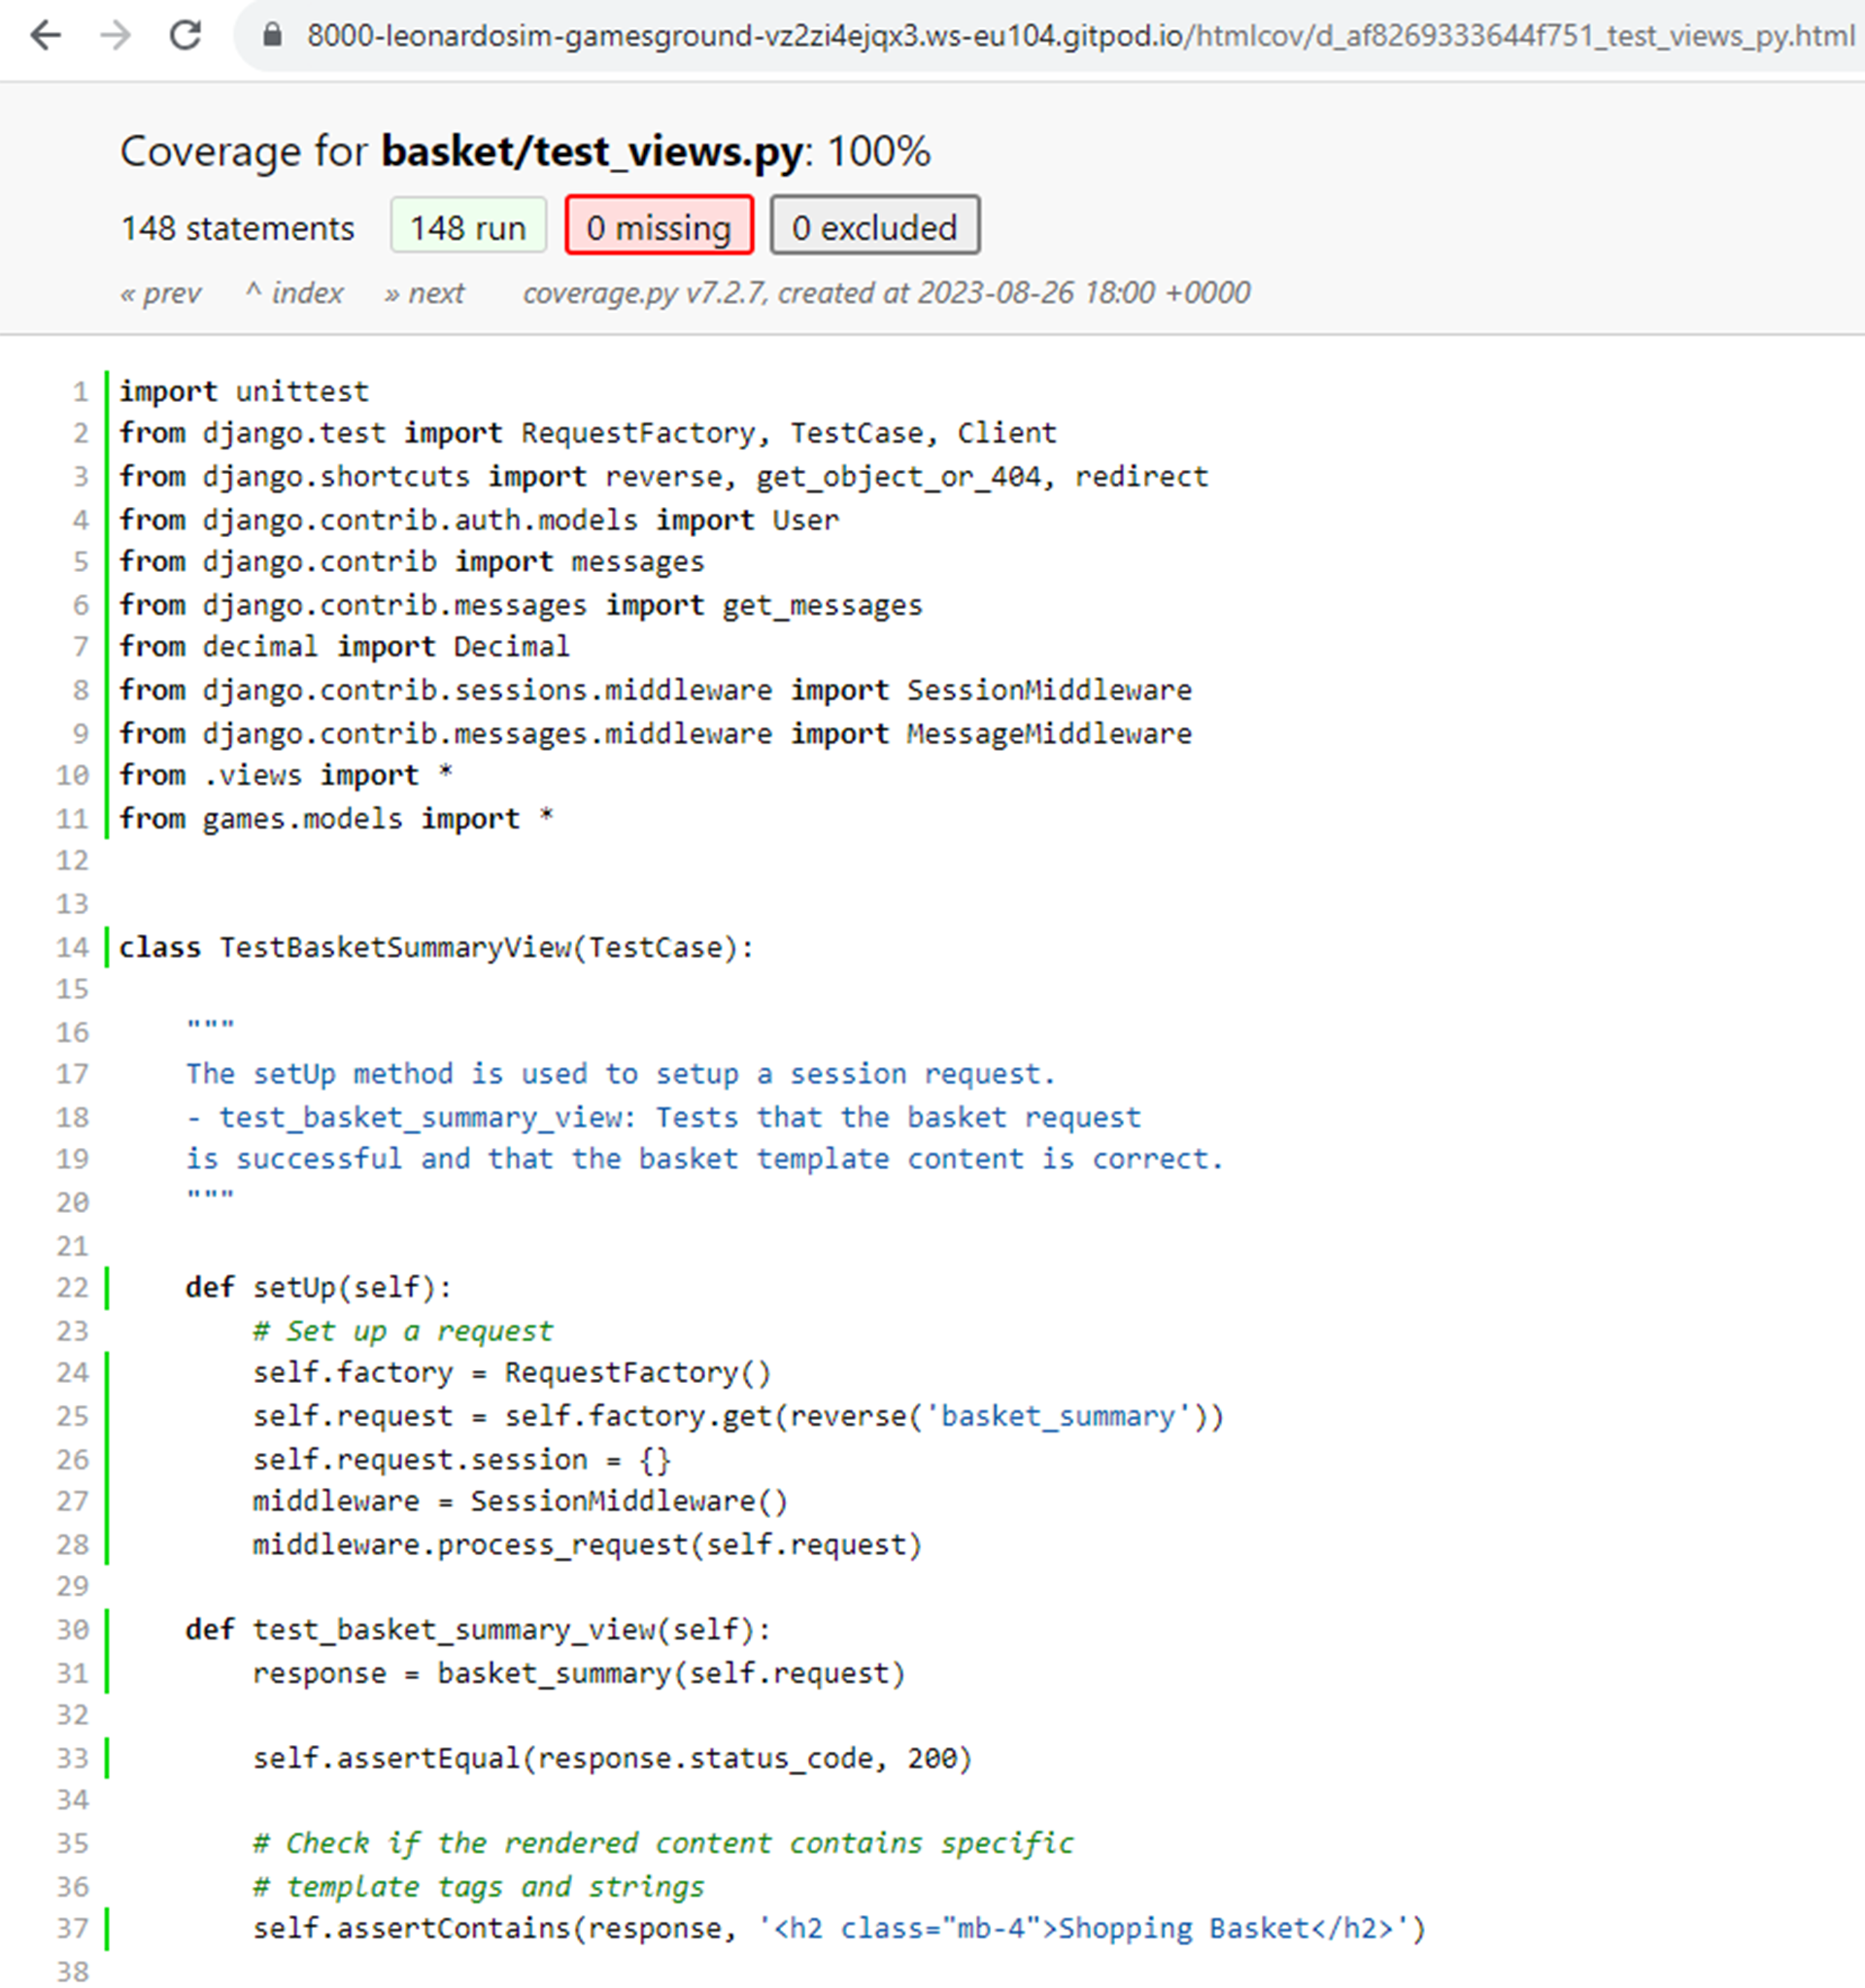 8000-leonardosim-gamesground-vz2zi4ejqx3.ws-eu104.gitpod.io/htmlcov/d_af8269333644f751_test_views_py.html
Coverage for basket/test_views.py: 100%
148 statements 148 run 0 missing 0 excluded
« prev ^ index » next coverage.py v7.2.7, created at 2023-08-26 18:00 +0000
1 import unittest
2 from django.test import RequestFactory, TestCase, Client
3 from django.shortcuts import reverse, get_object_or_404, redirect
4 from django.contrib.auth.models import User
5 from django.contrib import messages
6 from django.contrib.messages import get_messages
7 from decimal import Decimal
8 from django.contrib.sessions.middleware import SessionMiddleware
9 from django.contrib.messages.middleware import MessageMiddleware
10 from .views import *
11 from games.models import *
12
13
14 class TestBasketSummaryView(TestCase):
15
16 """
17 The setUp method is used to setup a session request.
18 - test_basket_summary_view: Tests that the basket request
19 is successful and that the basket template content is correct.
20 """
21
22 def setUp(self):
23 # Set up a request
24 self.factory = RequestFactory()
25 self.request = self.factory.get(reverse('basket_summary'))
26 self.request.session = {}
27 middleware = SessionMiddleware()
28 middleware.process_request(self.request)
29
30 def test_basket_summary_view(self):
31 response = basket_summary(self.request)
32
33 self.assertEqual(response.status_code, 200)
34
35 # Check if the rendered content contains specific
36 # template tags and strings
37 self.assertContains(response, '<h2 class="mb-4">Shopping Basket</h2>')
38